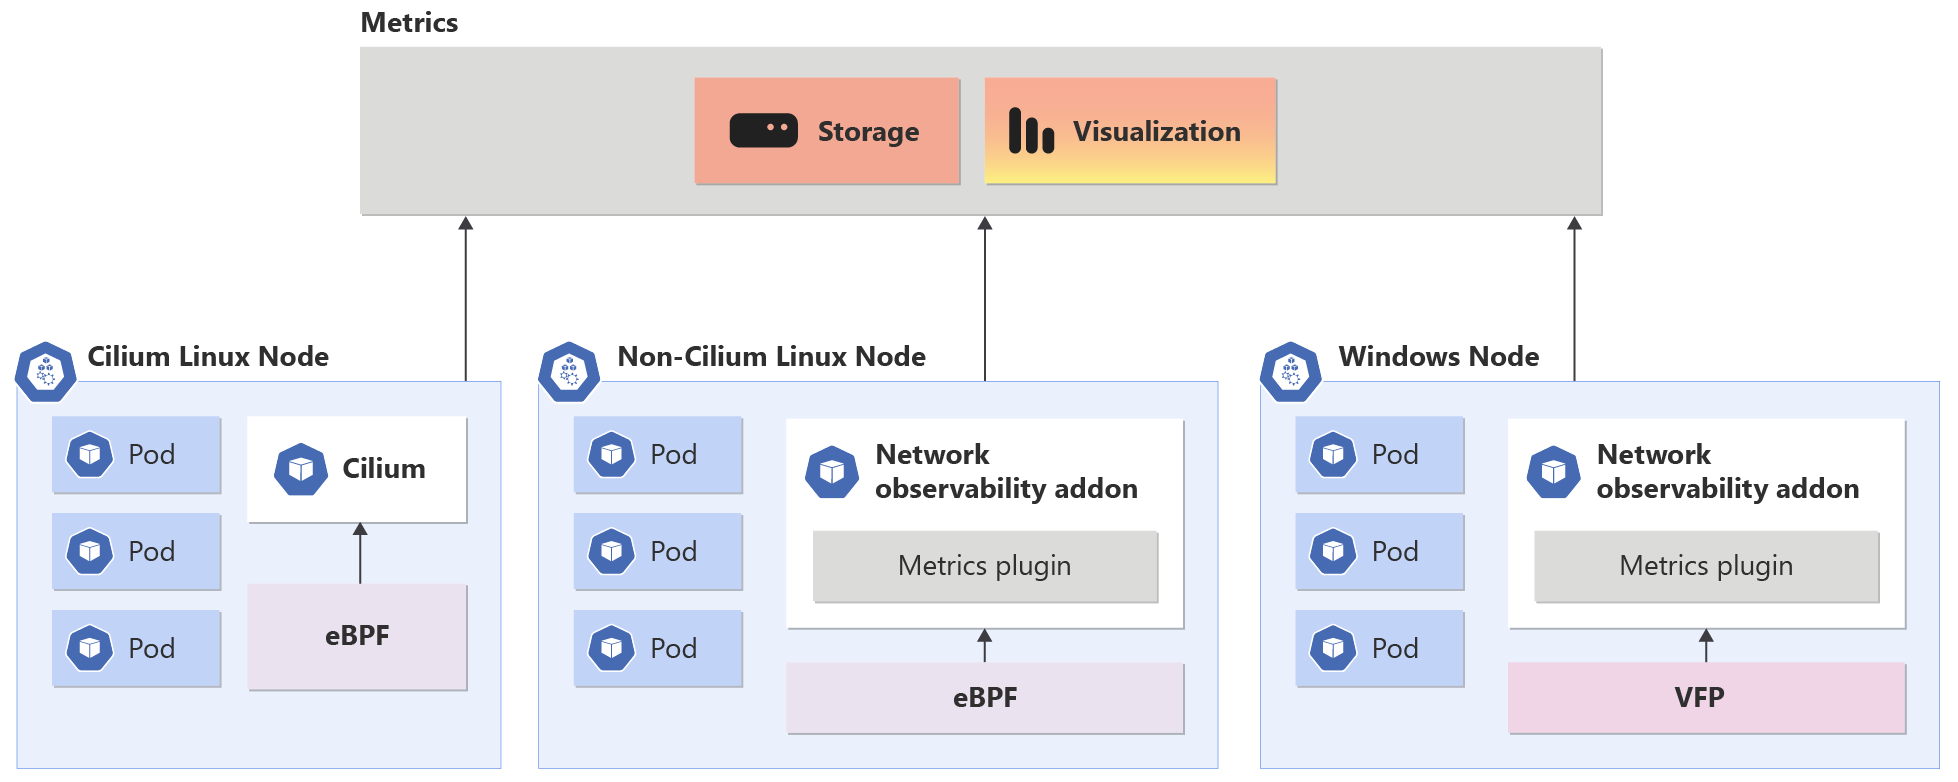 Metrics
Storage
Visualization
Cilium Linux Node
Pod
Pod
Pod
Cilium
eBPF
Non-Cilium Linux Node
Pod
Pod
Pod
Network
observability addon
Metrics plugin
eBPF
Windows Node
Pod
Pod
Pod
Network
observability addon
Metrics plugin
VFP